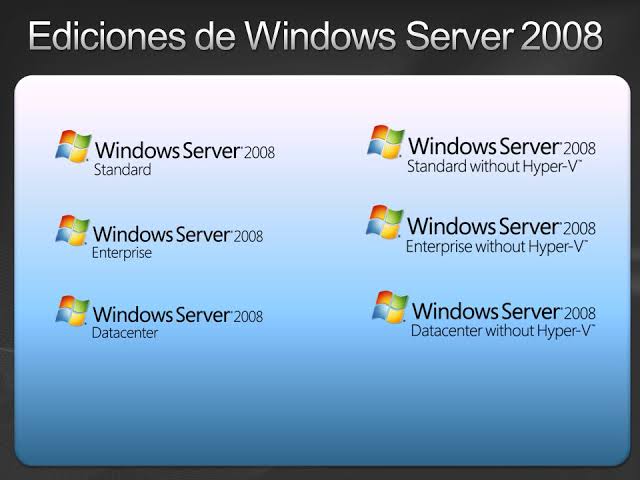 Ediciones de Windows Server 2008
Windows Server 2008
Standard
Windows Server 2008
Standard without Hyper-V™
Windows Server 2008
Enterprise
Windows Server 2008
Enterprise without Hyper-V™
Windows Server 2008
Datacenter
Windows Server 2008
Datacenter without Hyper-V™